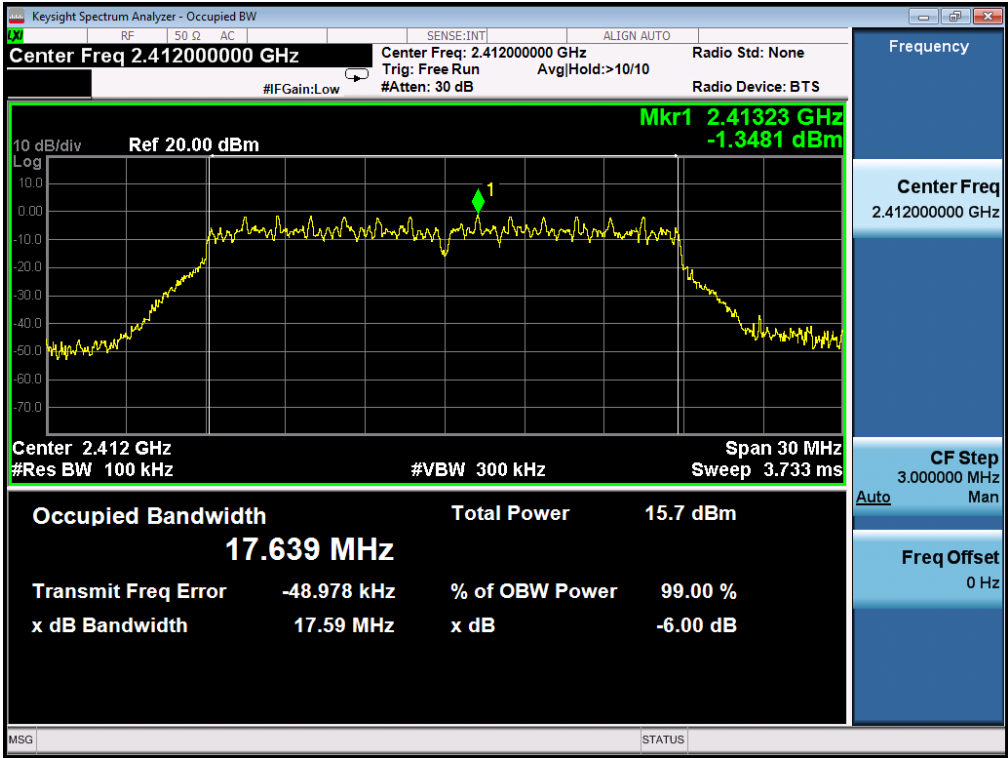 Keysight Spectrum Analyzer - Occupied BW
LXI RF 50 Ω AC SENSE:INT ALIGN AUTO
Center Freq 2.412000000 GHz
Center Freq: 2.412000000 GHz
Radio Std: None
Trig: Free Run Avg|Hold:>10/10
#IFGain:Low #Atten: 30 dB Radio Device: BTS
Mkr1 2.41323 GHz
-1.3481 dBm
10 dB/div Ref 20.00 dBm
Log
10.0
0.00
-10.0
-20.0
-30.0
-40.0
-50.0
-60.0
-70.0
1
Center 2.412 GHz Span 30 MHz
#Res BW 100 kHz #VBW 300 kHz Sweep 3.733 ms
Occupied Bandwidth Total Power 15.7 dBm
17.639 MHz
Transmit Freq Error -48.978 kHz % of OBW Power 99.00 %
x dB Bandwidth 17.59 MHz x dB -6.00 dB
MSG STATUS
Frequency
Center Freq
2.412000000 GHz
CF Step
3.000000 MHz
Auto Man
Freq Offset
0 Hz